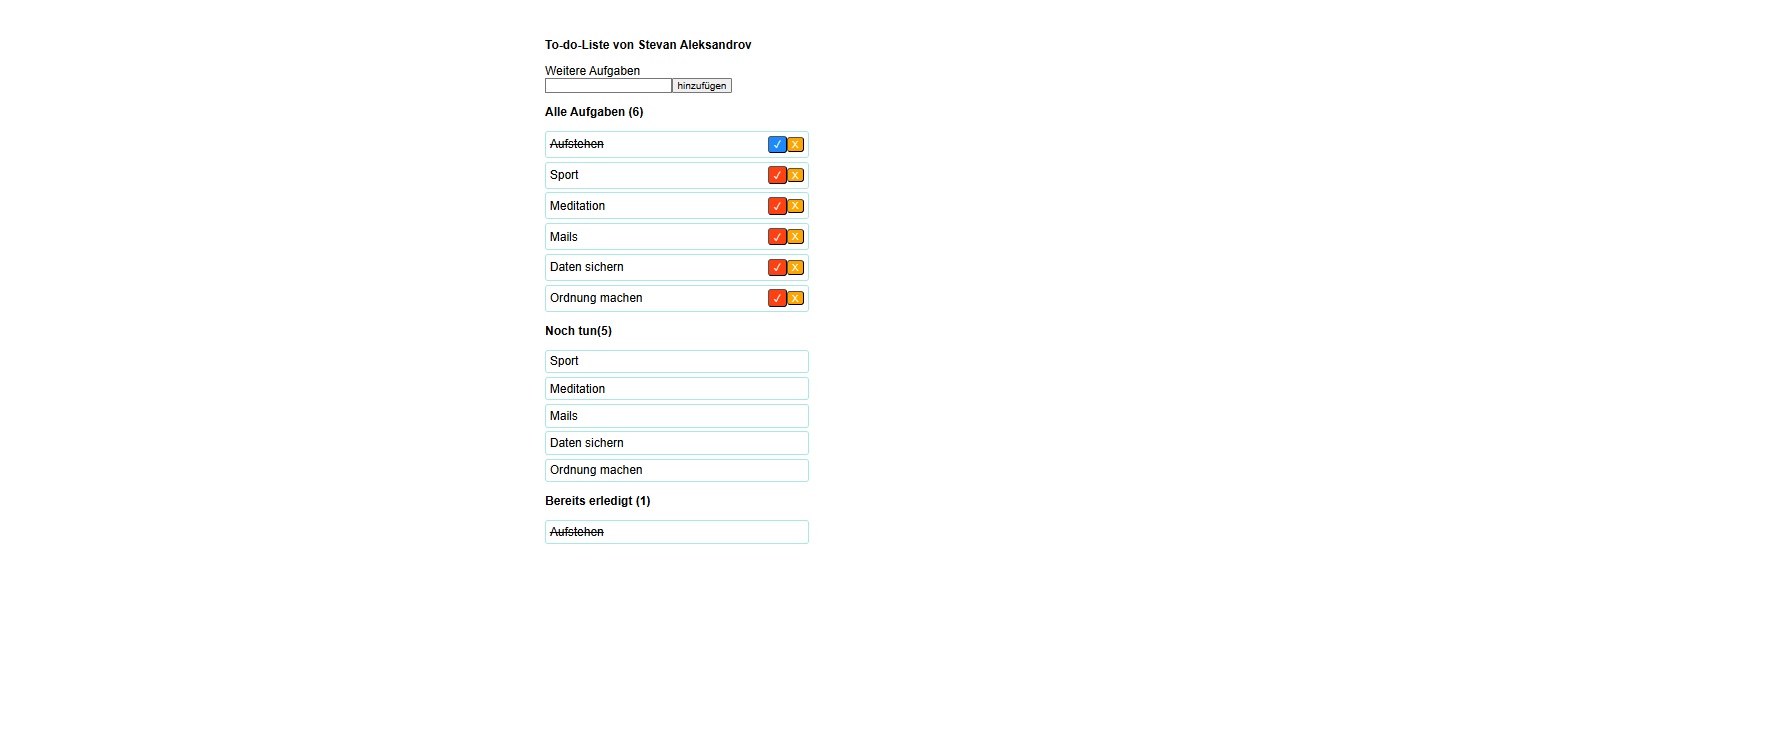 To-do-Liste von Stevan Aleksandrov
Weitere Aufgaben
hinzufügen
Alle Aufgaben (6)
Aufstehen ✓ X
Sport ✓ X
Meditation ✓ X
Mails ✓ X
Daten sichern ✓ X
Ordnung machen ✓ X
Noch tun(5)
Sport
Meditation
Mails
Daten sichern
Ordnung machen
Bereits erledigt (1)
Aufstehen